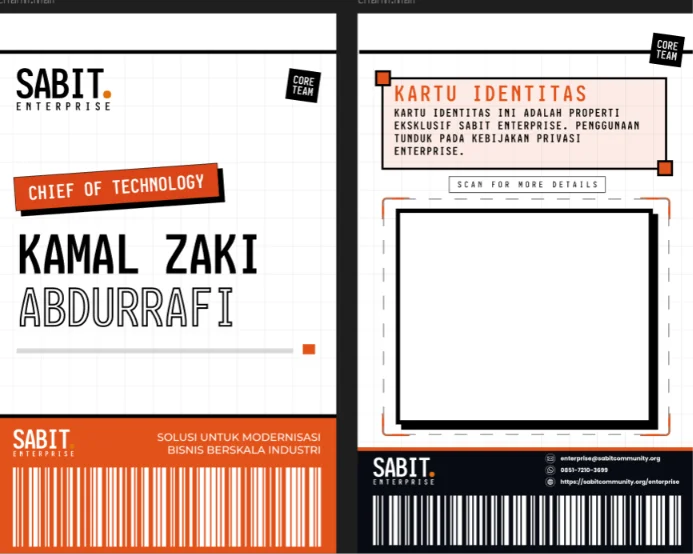 SABIT.
ENTERPRISE
CORE
TEAM
CHIEF OF TECHNOLOGY
KAMAL ZAKI
ABDURRAFI
SABIT.
ENTERPRISE
SOLUSI UNTUK MODERNISASI
BISNIS BERSKALA INDUSTRI
CORE
TEAM
KARTU IDENTITAS
KARTU IDENTITAS INI ADALAH PROPERTI
EKSKLUSIF SABIT ENTERPRISE. PENGGUNAAN
TUNDUK PADA KEBIJAKAN PRIVASI
ENTERPRISE.
SCAN FOR MORE DETAILS
SABIT.
ENTERPRISE
enterprise@sabitcommunity.org
0851-7210-3699
https://sabitcommunity.org/enterprise